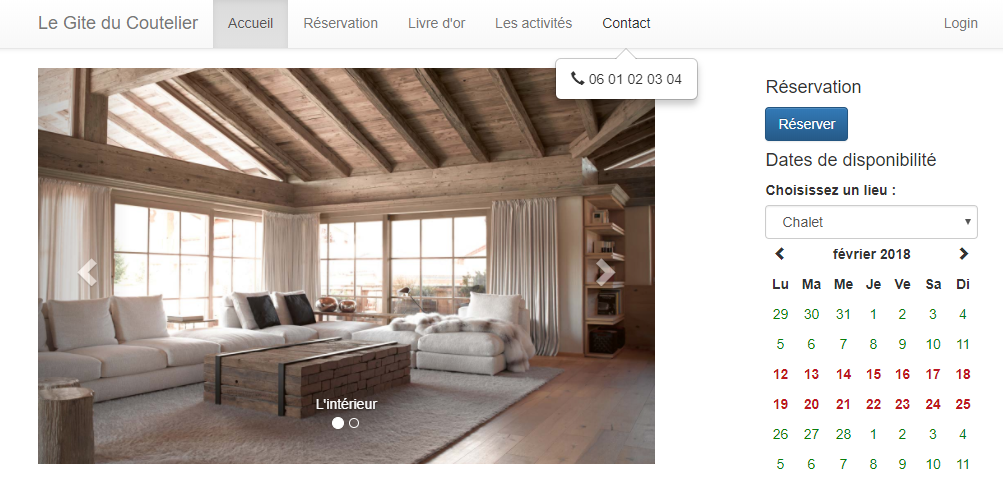 Le Gite du Coutelier Accueil Réservation Livre d'or Les activités Contact Login
06 01 02 03 04
L'intérieur
Réservation
Réserver
Dates de disponibilité
Choisissez un lieu :
Chalet
février 2018
Lu Ma Me Je Ve Sa Di
29 30 31 1 2 3 4
5 6 7 8 9 10 11
12 13 14 15 16 17 18
19 20 21 22 23 24 25
26 27 28 1 2 3 4
5 6 7 8 9 10 11